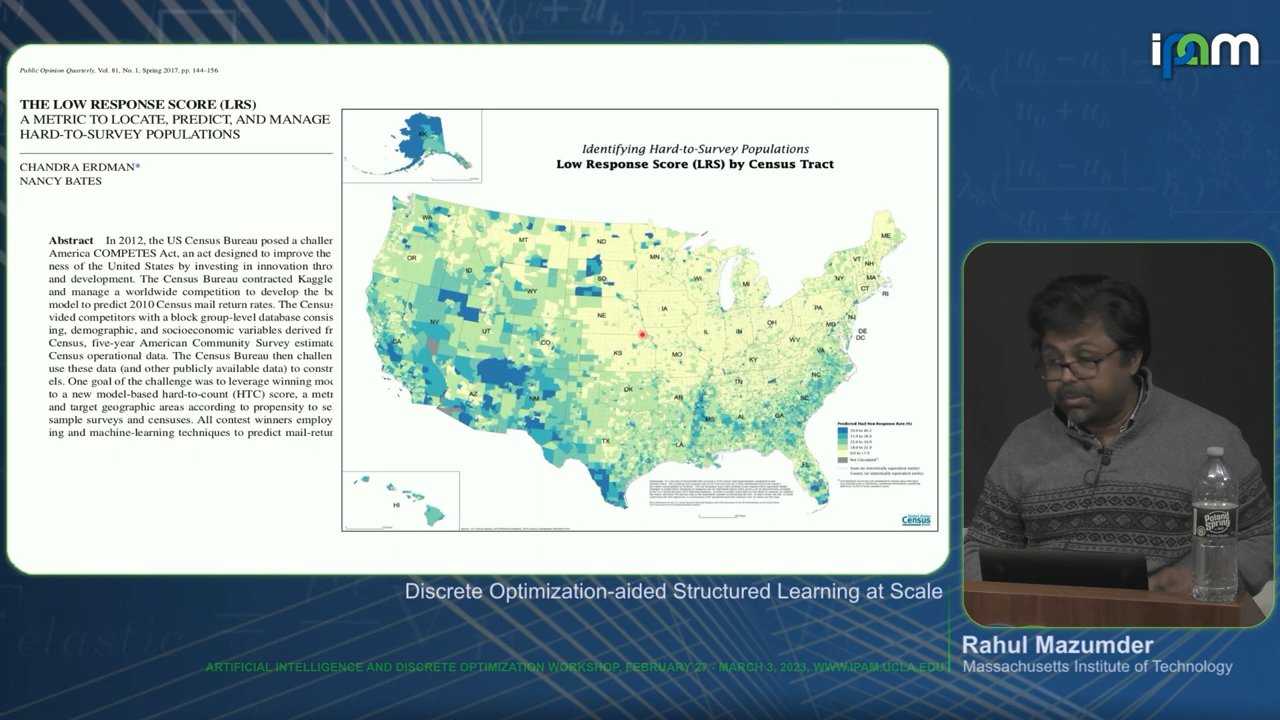 ipam
Public Opinion Quarterly, Vol. 81, No. 1, Spring 2017, pp. 144–156
THE LOW RESPONSE SCORE (LRS)
A METRIC TO LOCATE, PREDICT, AND MANAGE
HARD-TO-SURVEY POPULATIONS
CHANDRA ERDMAN*
NANCY BATES
Abstract In 2012, the US Census Bureau posed a challer
America COMPETES Act, an act designed to improve the
ness of the United States by investing in innovation thro
and development. The Census Bureau contracted Kaggle
and manage a worldwide competition to develop the be
model to predict 2010 Census mail return rates. The Census
vided competitors with a block group-level database consis
ing, demographic, and socioeconomic variables derived fr
Census, five-year American Community Survey estimate
Census operational data. The Census Bureau then challen
use these data (and other publicly available data) to constr
els. One goal of the challenge was to leverage winning mod
to a new model-based hard-to-count (HTC) score, a metr
and target geographic areas according to propensity to se
sample surveys and censuses. All contest winners employ
ing and machine-learning techniques to predict mail-retur
Identifying Hard-to-Survey Populations
Low Response Score (LRS) by Census Tract
AK
WA
MT
ND
MN
ME
OR
ID
SD
WI
MI
VT
NH
NY
MA
CT
RI
WY
NE
IA
PA
NJ
NV
UT
CO
IL
IN
OH
MD
DE
DC
CA
KS
MO
KY
WV
VA
AZ
NM
OK
AR
TN
NC
SC
TX
LA
MS
AL
GA
FL
HI
Predicted Mail Non-Response Rate (%)
Census
Poland
Spring
Discrete Optimization-aided Structured Learning at Scale
Rahul Mazumder
Massachusetts Institute of Technology
ARTIFICIAL INTELLIGENCE AND DISCRETE OPTIMIZATION WORKSHOP, FEBRUARY 27 - MARCH 3, 2023, WWW.IPAM.UCLA.EDU
elastic